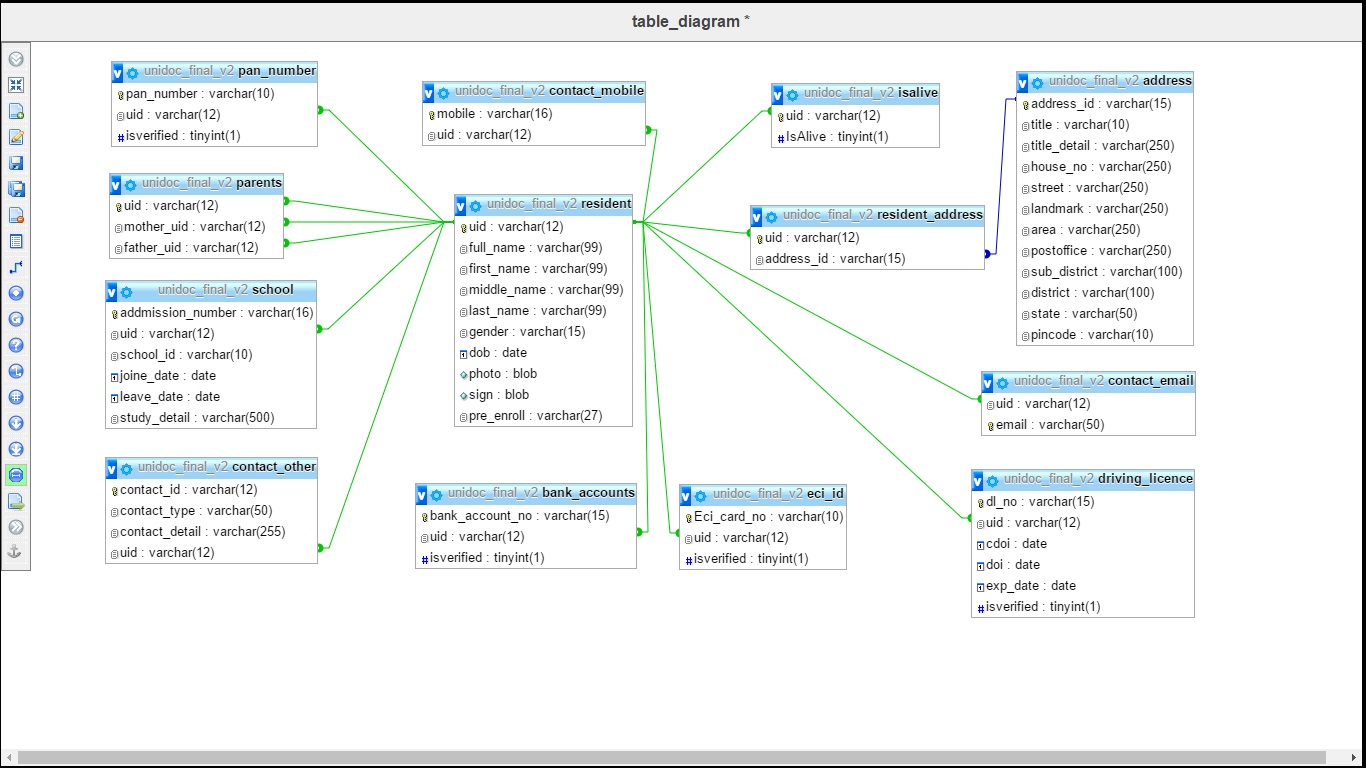 table_diagram *
unidoc_final_v2 pan_number
pan_number : varchar(10)
uid : varchar(12)
isverified : tinyint(1)
unidoc_final_v2 parents
uid : varchar(12)
mother_uid : varchar(12)
father_uid : varchar(12)
unidoc_final_v2 school
addmission_number : varchar(16)
uid : varchar(12)
school_id : varchar(10)
joine_date : date
leave_date : date
study_detail : varchar(500)
unidoc_final_v2 contact_other
contact_id : varchar(12)
contact_type : varchar(50)
contact_detail : varchar(255)
uid : varchar(12)
unidoc_final_v2 contact_mobile
mobile : varchar(16)
uid : varchar(12)
unidoc_final_v2 resident
uid : varchar(12)
full_name : varchar(99)
first_name : varchar(99)
middle_name : varchar(99)
last_name : varchar(99)
gender : varchar(15)
dob : date
photo : blob
sign : blob
pre_enroll : varchar(27)
unidoc_final_v2 bank_accounts
bank_account_no : varchar(15)
uid : varchar(12)
isverified : tinyint(1)
unidoc_final_v2 eci_id
Eci_card_no : varchar(10)
uid : varchar(12)
isverified : tinyint(1)
unidoc_final_v2 isalive
uid : varchar(12)
IsAlive : tinyint(1)
unidoc_final_v2 resident_address
uid : varchar(12)
address_id : varchar(15)
unidoc_final_v2 address
address_id : varchar(15)
title : varchar(10)
title_detail : varchar(250)
house_no : varchar(250)
street : varchar(250)
landmark : varchar(250)
area : varchar(250)
postoffice : varchar(250)
sub_district : varchar(100)
district : varchar(100)
state : varchar(50)
pincode : varchar(10)
unidoc_final_v2 contact_email
uid : varchar(12)
email : varchar(50)
unidoc_final_v2 driving_licence
dl_no : varchar(15)
uid : varchar(12)
cdoi : date
doi : date
exp_date : date
isverified : tinyint(1)